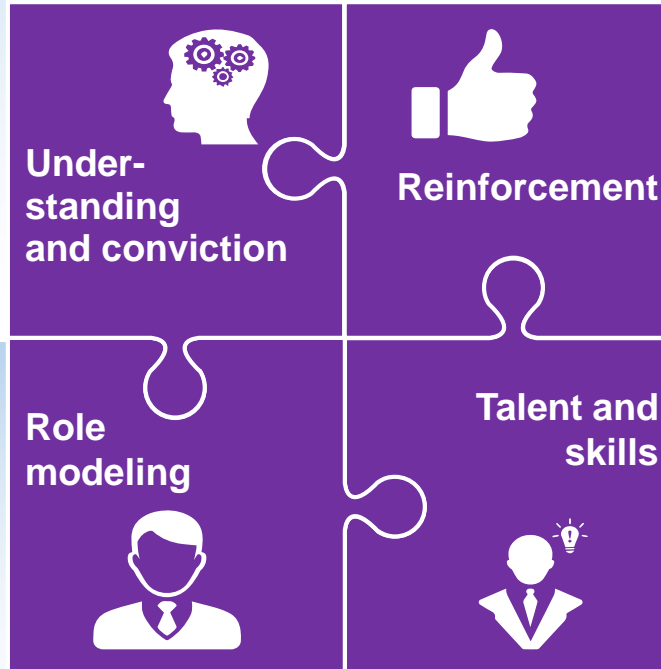 Under-
standing
and conviction
Reinforcement
Role
modeling
Talent and
skills